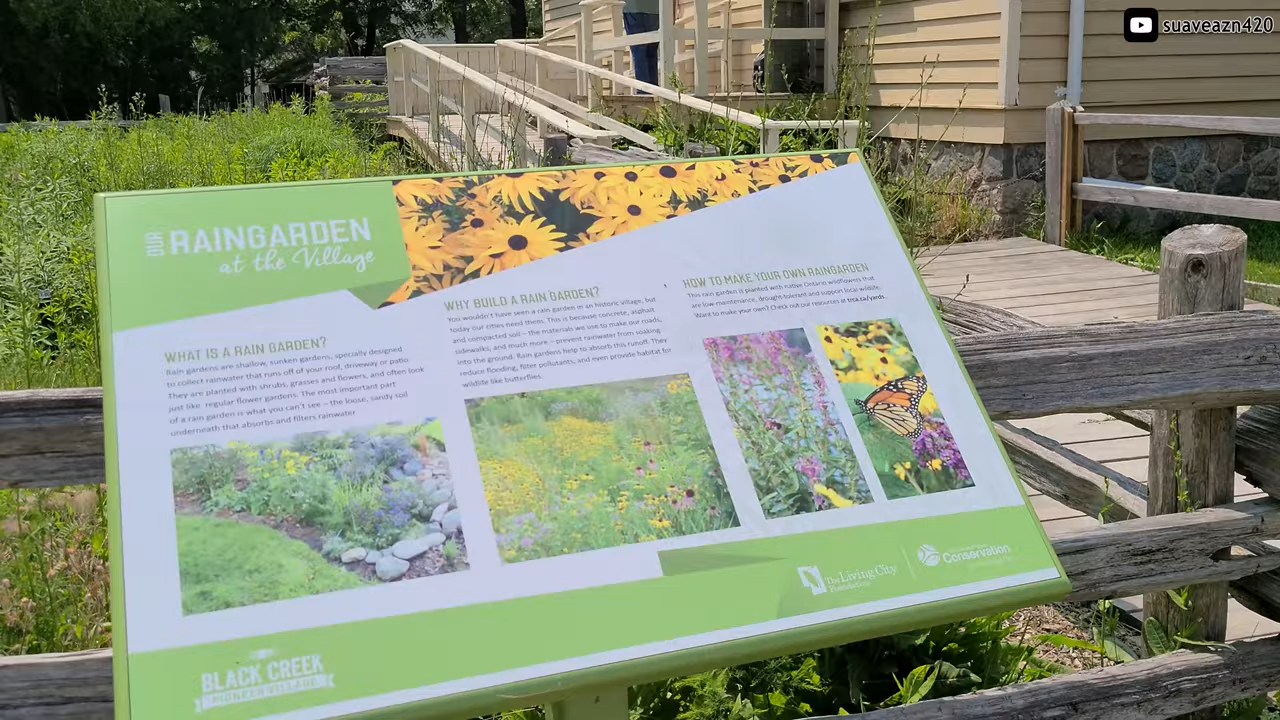 suaveazn420
OUR RAINGARDEN
at the Village
WHAT IS A RAIN GARDEN?
Rain gardens are shallow, sunken gardens, specially designed
to collect rainwater that runs off of your roof, driveway or patio
They are planted with shrubs, grasses and flowers, and often look
just like regular flower gardens. The most important part
of a rain garden is what you can't see – the loose, sandy soil
underneath that absorbs and filters rainwater
WHY BUILD A RAIN GARDEN?
You wouldn't have seen a rain garden in an historic village, but
today our cities need them. This is because concrete, asphalt
and compacted soil – the materials we use to make our roads,
sidewalks, and much more – prevent rainwater from soaking
into the ground. Rain gardens help to absorb this runoff. They
reduce flooding, filter pollutants, and even provide habitat for
wildlife like butterflies.
HOW TO MAKE YOUR OWN RAINGARDEN
This rain garden is planted with native Ontario wildflowers that
are low maintenance, drought-tolerant and support local wildlife.
Want to make your own? Check out our resources at trca.ca/yards.
The Living City
Foundation
Conservation
BLACK CREEK
PIONEER VILLAGE